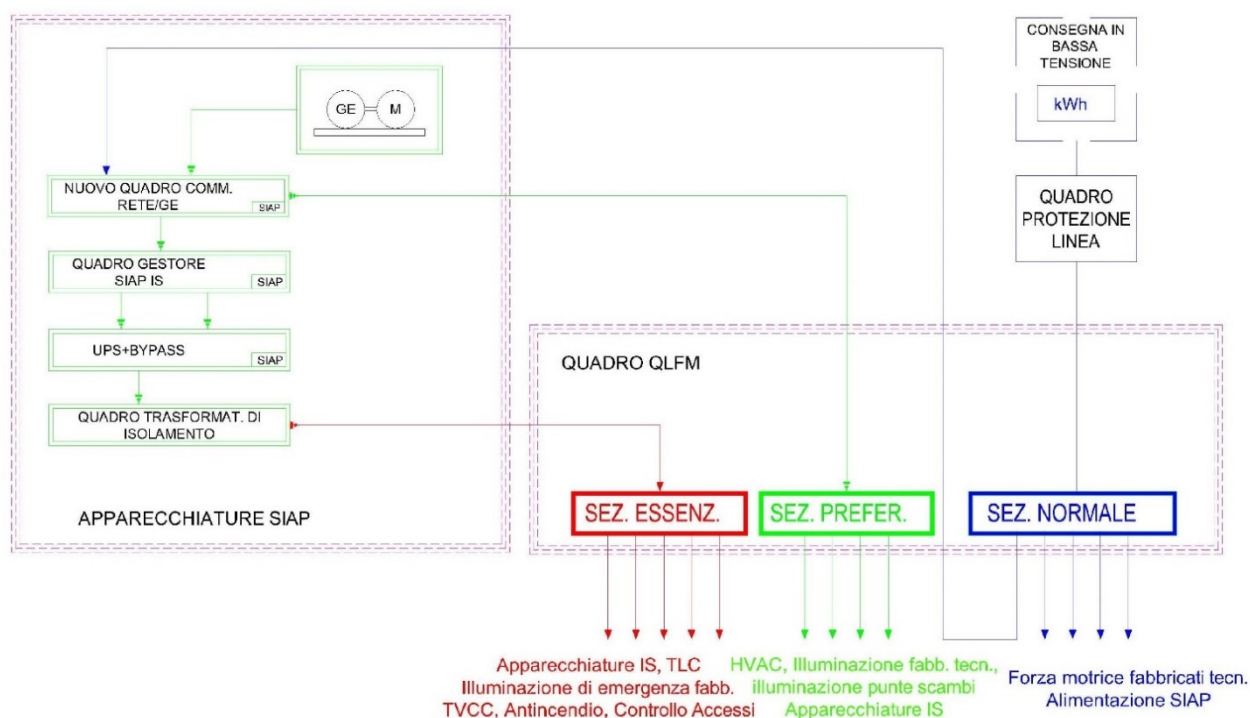 CONSEGNA IN
BASSA
TENSIONE
kWh
GE
M
NUOVO QUADRO COMM.
RETE/GE
SIAP
QUADRO
PROTEZIONE
LINEA
QUADRO GESTORE
SIAP IS
SIAP
UPS+BYPASS
SIAP
QUADRO QLFM
QUADRO TRASFORMAT. DI
ISOLAMENTO
APPARECCHIATURE SIAP
SEZ. ESSENZ.
SEZ. PREFER.
SEZ. NORMALE
Apparecchiature IS, TLC
Illuminazione di emergenza fabb.
TVCC, Antincendio, Controllo Accessi
HVAC, Illuminazione fabb. tecn.,
illuminazione punte scambi
Apparecchiature IS
Forza motrice fabbricati tecn.
Alimentazione SIAP